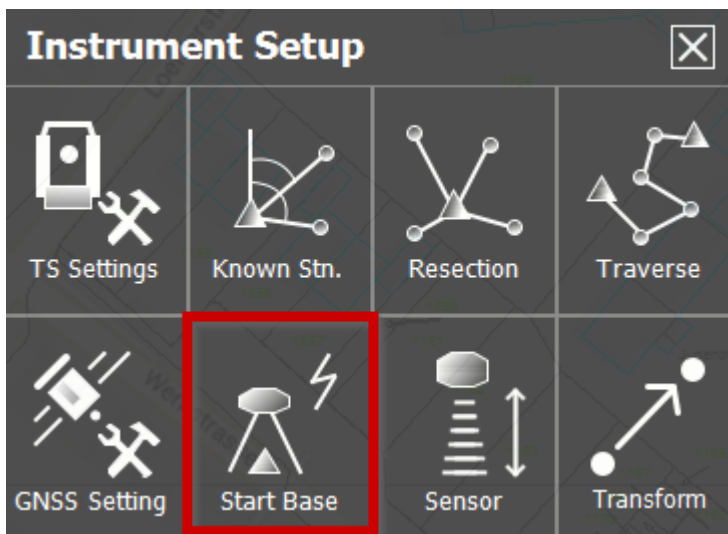 Instrument Setup
TS Settings
Known Stn.
Resection
Traverse
GNSS Setting
Start Base
Sensor
Transform